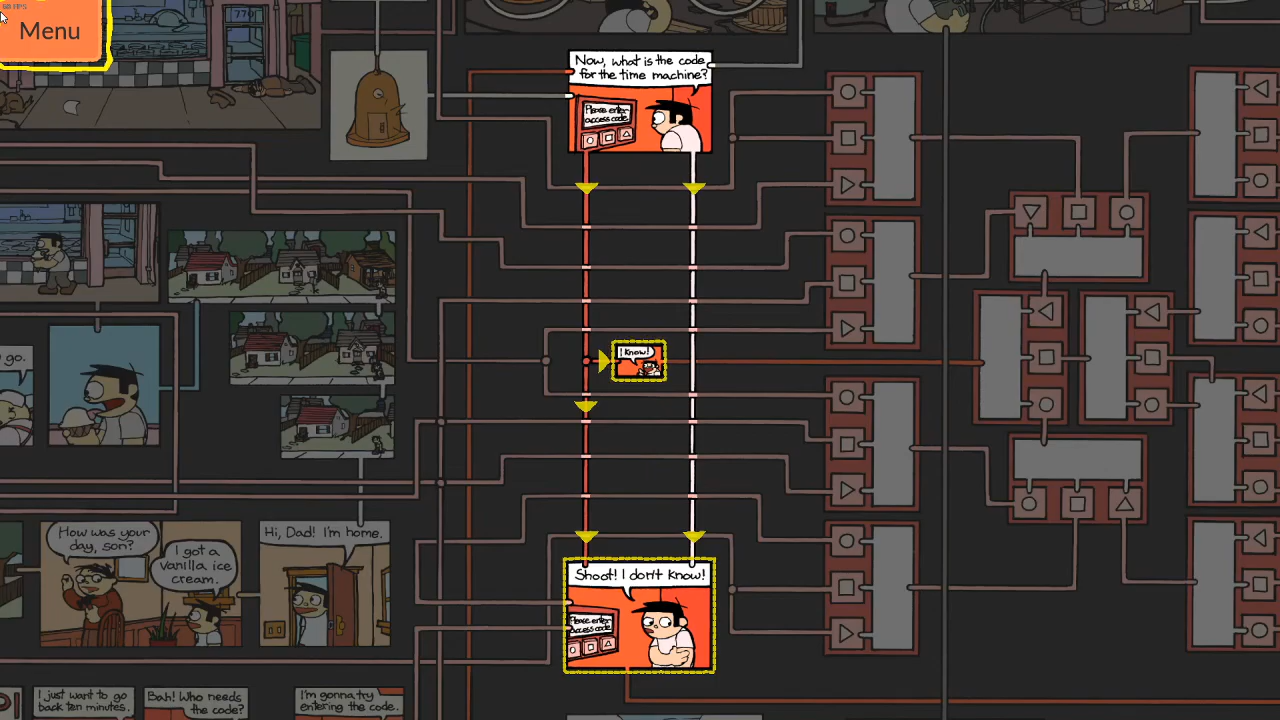 60 FPS
Menu
Now, what is the code
for the time machine?
Please enter
access code.
I know!
go.
How was your
day, son?
I got a
vanilla ice
cream.
Hi, Dad! I'm home.
Shoot! I don't know!
Please enter
access code.
I just want to go
back ten minutes.
Bah! Who needs
the code?
I'm gonna try
entering the code.